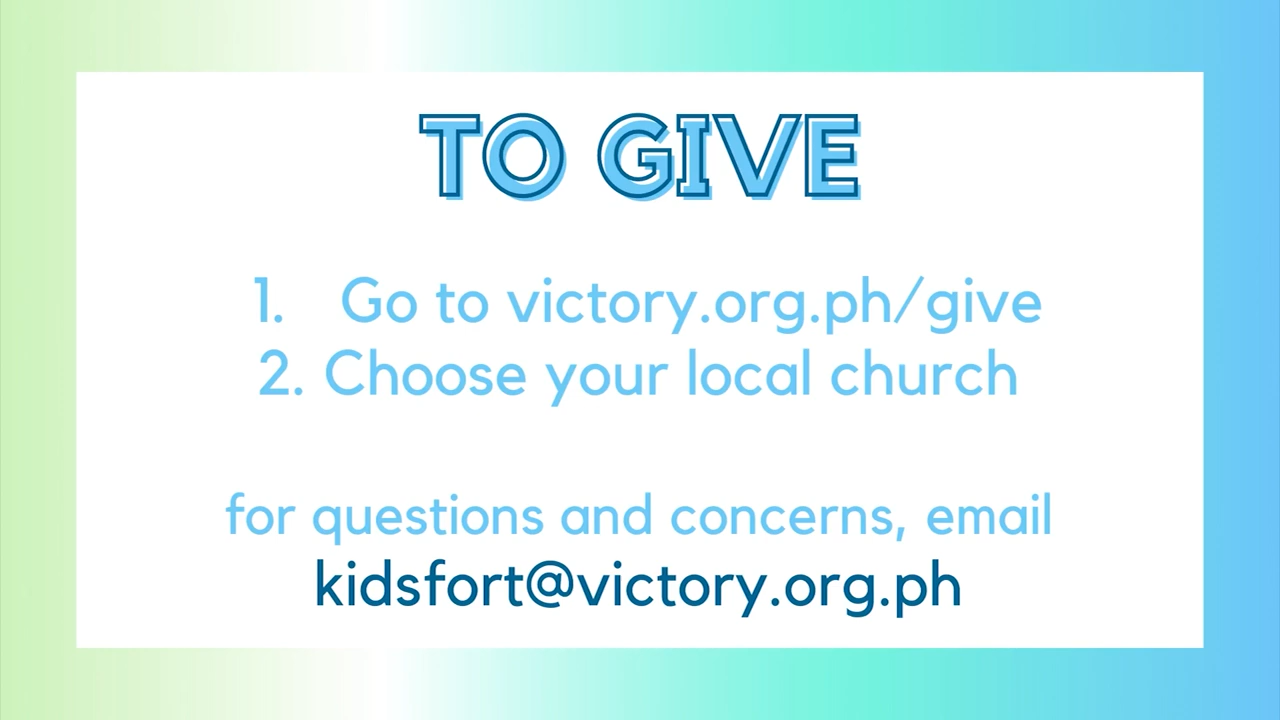 TO GIVE
1. Go to victory.org.ph/give
2. Choose your local church
for questions and concerns, email
kidsfort@victory.org.ph